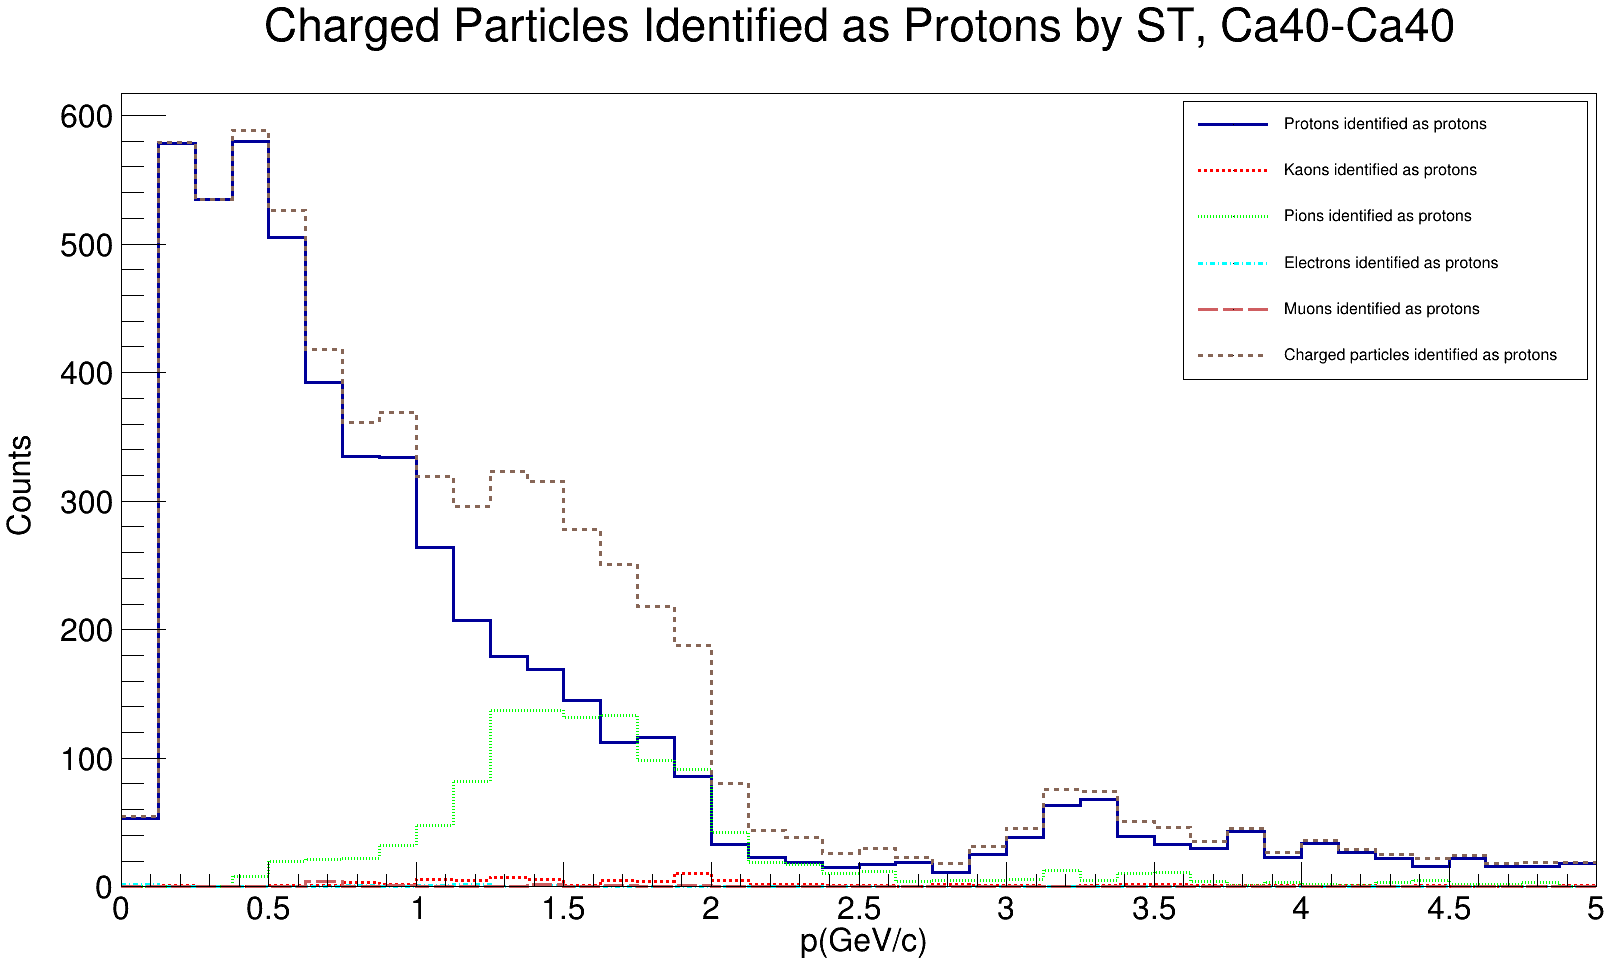 Charged Particles Identified as Protons by ST, Ca40-Ca40
Protons identified as protons
Kaons identified as protons
Pions identified as protons
Electrons identified as protons
Muons identified as protons
Charged particles identified as protons
Counts
600
500
400
300
200
100
0
0 0.5 1 1.5 2 2.5 3 3.5 4 4.5 5
p(GeV/c)